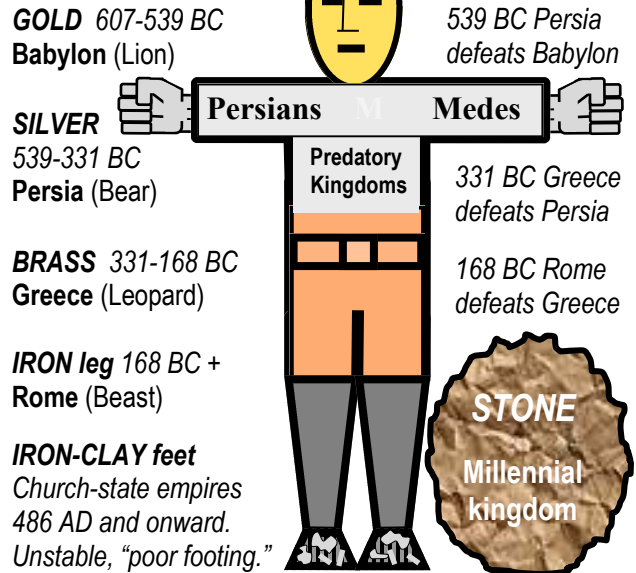 GOLD 607-539 BC
Babylon (Lion)
539 BC Persia
defeats Babylon
Persians M Medes
SILVER
539-331 BC
Persia (Bear)
Predatory
Kingdoms
331 BC Greece
defeats Persia
BRASS 331-168 BC
Greece (Leopard)
168 BC Rome
defeats Greece
IRON leg 168 BC +
Rome (Beast)
STONE
Millennial
kingdom
IRON-CLAY feet
Church-state empires
486 AD and onward.
Unstable, “poor footing.”